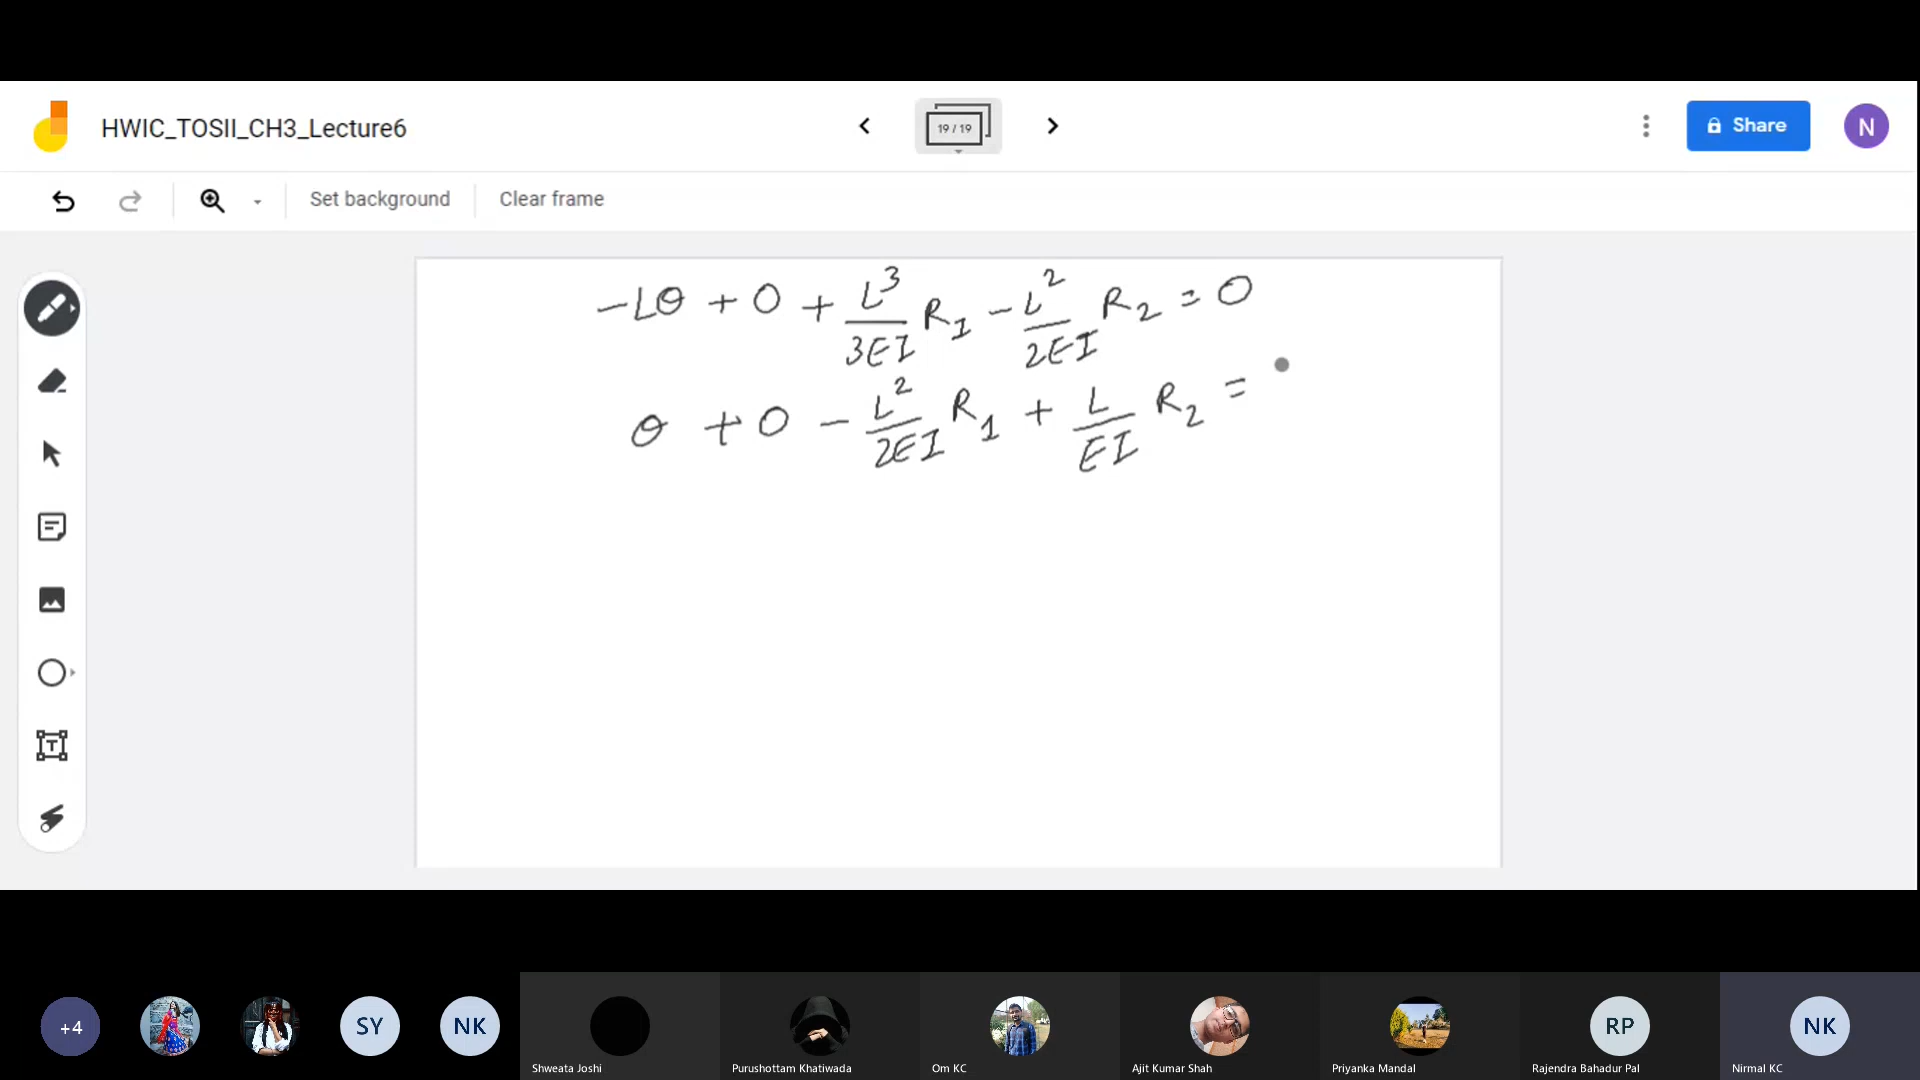 HWIC_TOSII_CH3_Lecture6
19 / 19
Share
N
Set background
Clear frame
-Lθ + 0 + L³/3EI R₁ - L²/2EI R₂ = 0
θ + 0 - L²/2EI R₁ + L/EI R₂ =
T
+4
SY
NK
RP
NK
Shweata Joshi
Purushottam Khatiwada
Om KC
Ajit Kumar Shah
Priyanka Mandal
Rajendra Bahadur Pal
Nirmal KC